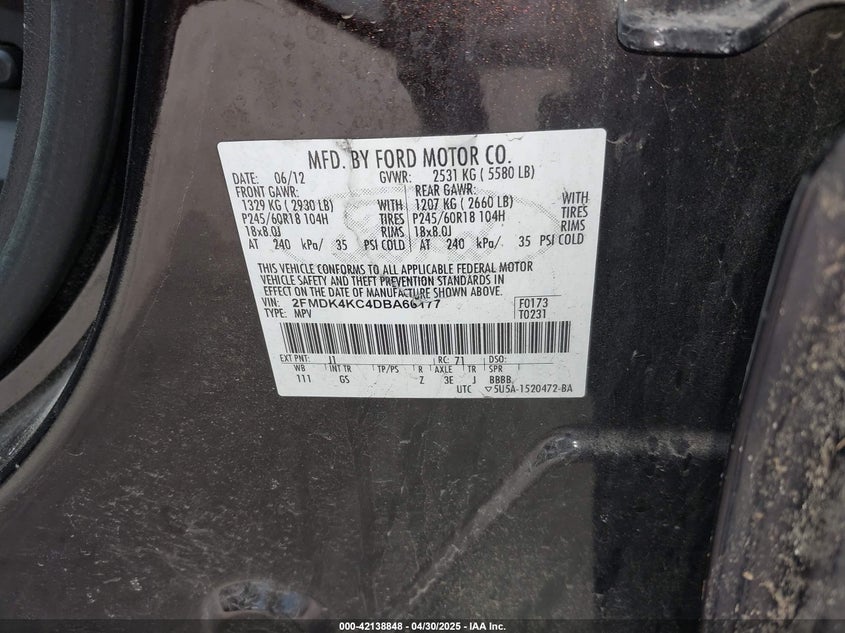 MFD. BY FORD MOTOR CO.
DATE: 06/12 GVWR: 2531 KG ( 5580 LB)
FRONT GAWR: REAR GAWR:
1329 KG ( 2930 LB) WITH 1207 KG ( 2660 LB) WITH
P245/60R18 104H TIRES P245/60R18 104H TIRES
18x8.0J RIMS 18x8.0J RIMS
AT 240 kPa/ 35 PSI COLD AT 240 kPa/ 35 PSI COLD
THIS VEHICLE CONFORMS TO ALL APPLICABLE FEDERAL MOTOR
VEHICLE SAFETY AND THEFT PREVENTION STANDARDS IN
EFFECT ON THE DATE OF MANUFACTURE SHOWN ABOVE.
VIN: F0173
TYPE: MPV T0231
EXT PNT: J1 RC: 71 DSO:
WB INT TR TP/PS R AXLE TR SPR
111 GS Z 3E J BBBB
UTC ▽5U5A-1520472-BA
000-42138848 - 04/30/2025 - IAA Inc.